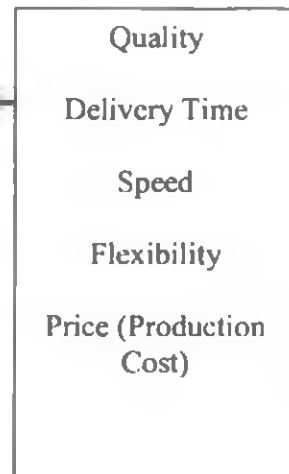 Quality
Delivery Time
Speed
Flexibility
Price (Production
Cost)